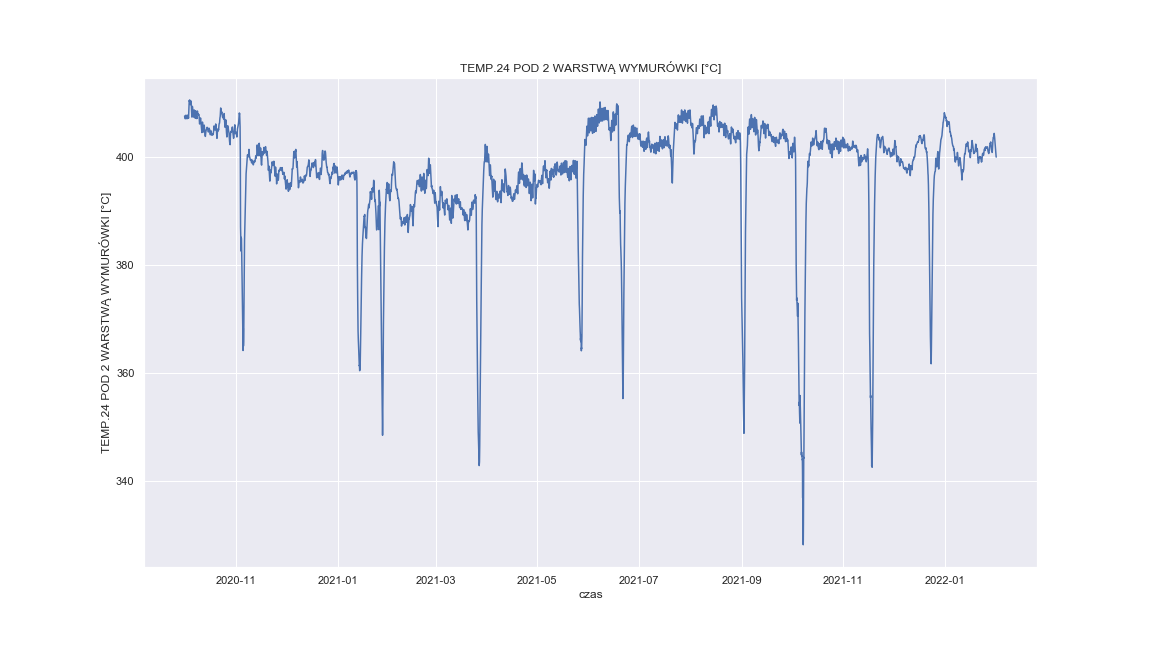 TEMP.24 POD 2 WARSTWĄ WYMURÓWKI [°C]
TEMP.24 POD 2 WARSTWĄ WYMURÓWKI [°C]
400
380
360
340
2020-11 2021-01 2021-03 2021-05 2021-07 2021-09 2021-11 2022-01
czas